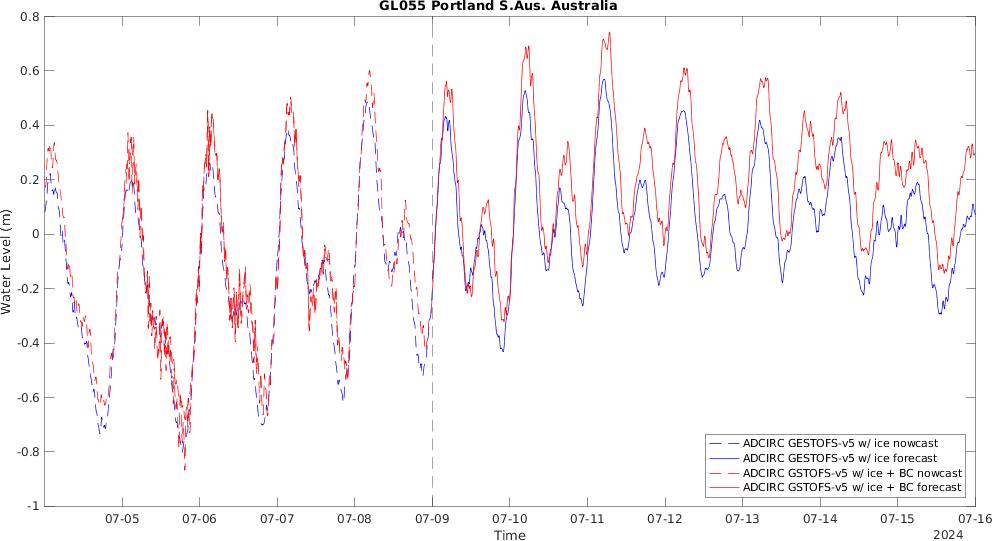 GL055 Portland S.Aus. Australia
Water Level (m)
0.8
0.6
0.4
0.2
0
-0.2
-0.4
-0.6
-0.8
-1
ADCIRC GESTOFS-v5 w/ ice nowcast
ADCIRC GESTOFS-v5 w/ ice forecast
ADCIRC GSTOFS-v5 w/ ice + BC nowcast
ADCIRC GSTOFS-v5 w/ ice + BC forecast
07-05 07-06 07-07 07-08 07-09 07-10 07-11 07-12 07-13 07-14 07-15 07-16
Time
2024